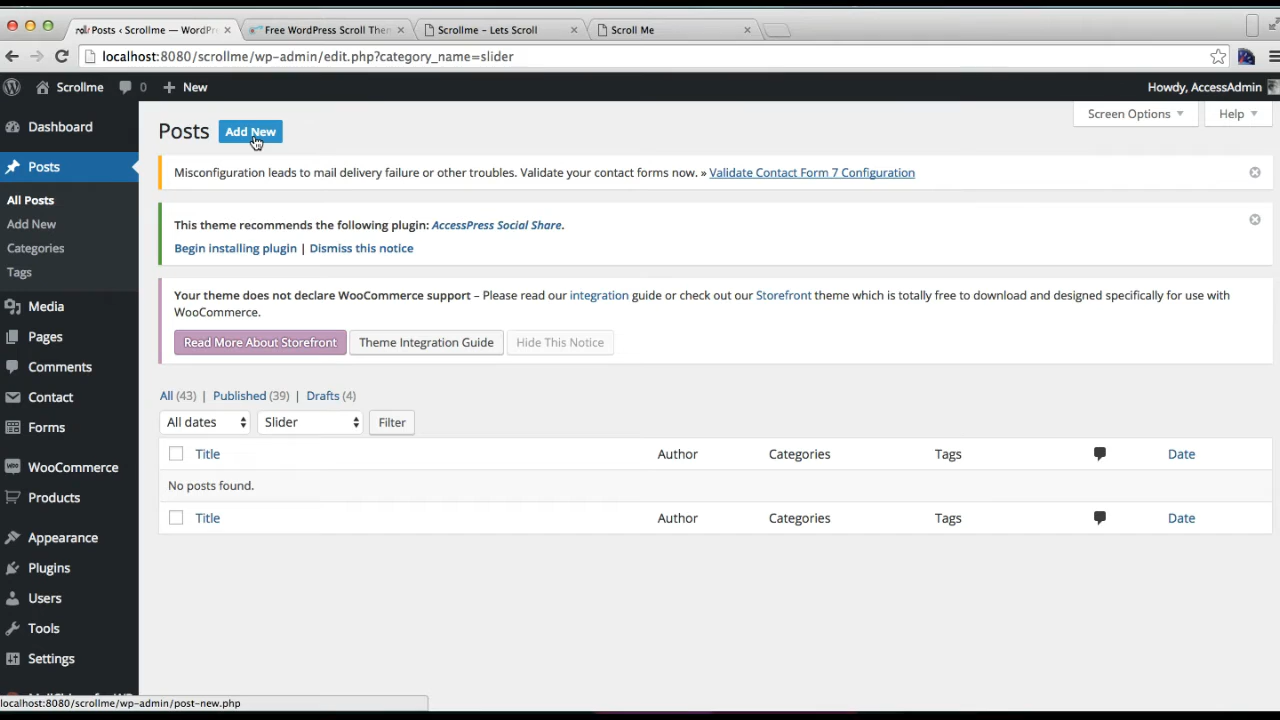 Posts ‹ Scrollme — WordPr
Free WordPress Scroll Them
Scrollme – Lets Scroll
Scroll Me
localhost:8080/scrollme/wp-admin/edit.php?category_name=slider
Scrollme
0
New
Howdy, AccessAdmin
Dashboard
Posts
All Posts
Add New
Categories
Tags
Media
Pages
Comments
Contact
Forms
WooCommerce
Products
Appearance
Plugins
Users
Tools
Settings
Posts
Add New
Screen Options
Help
Misconfiguration leads to mail delivery failure or other troubles. Validate your contact forms now. » Validate Contact Form 7 Configuration
This theme recommends the following plugin: AccessPress Social Share.
Begin installing plugin | Dismiss this notice
Your theme does not declare WooCommerce support – Please read our integration guide or check out our Storefront theme which is totally free to download and designed specifically for use with
WooCommerce.
Read More About Storefront
Theme Integration Guide
Hide This Notice
All (43) | Published (39) | Drafts (4)
All dates
Slider
Filter
Title Author Categories Tags Date
No posts found.
Title Author Categories Tags Date
localhost:8080/scrollme/wp-admin/post-new.php